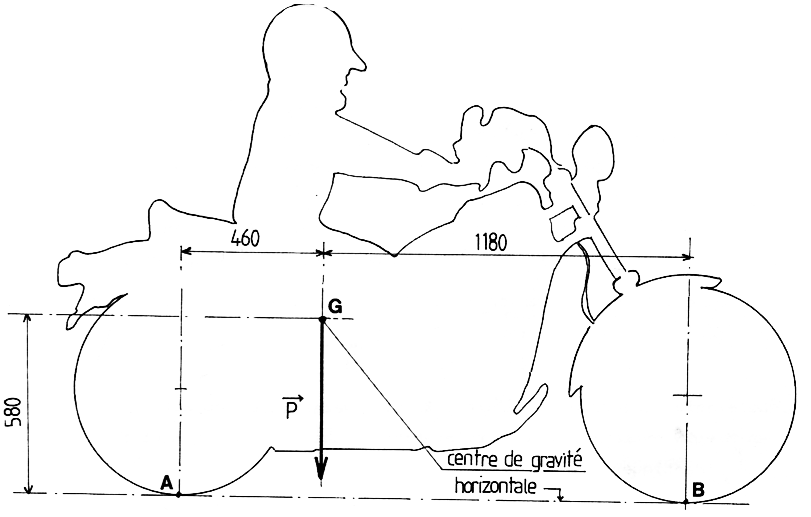 460
1180
G
580
P
centre de gravité
A
horizontale
B